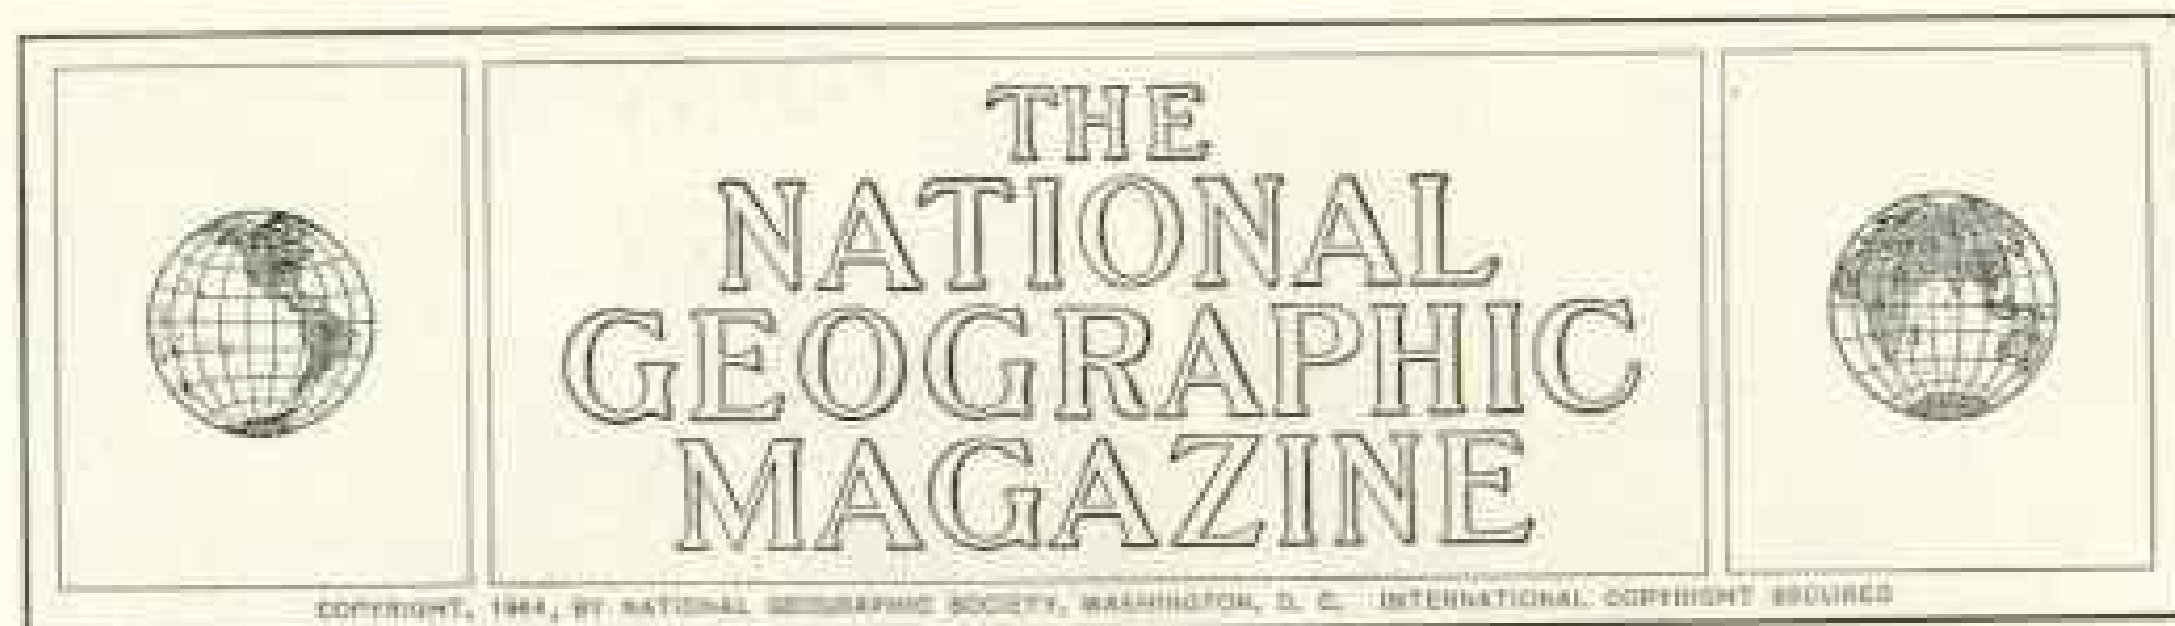 THE
NATIONAL
GEOGRAPHIC
MAGAZINE
COPYRIGHT, BY NATIONAL GEOGRAPHIC SOCIETY, WASHINGTON, D. C. INTERNATIONAL COPYRIGHT SECURED